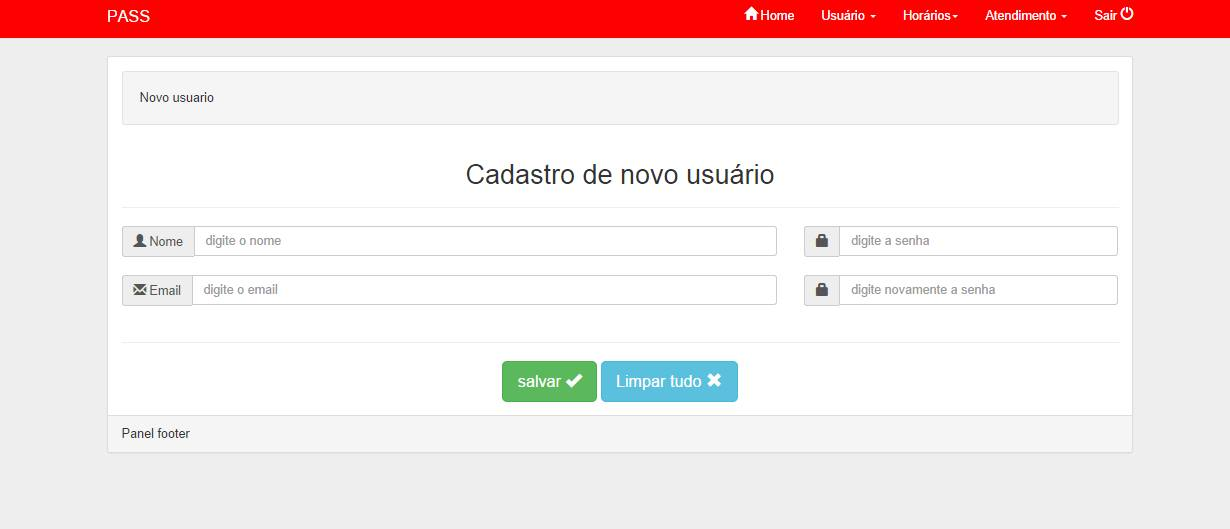 PASS Home Usuário Horários Atendimento Sair
Novo usuario
Cadastro de novo usuário
Nome digite o nome digite a senha
Email digite o email digite novamente a senha
salvar Limpar tudo
Panel footer